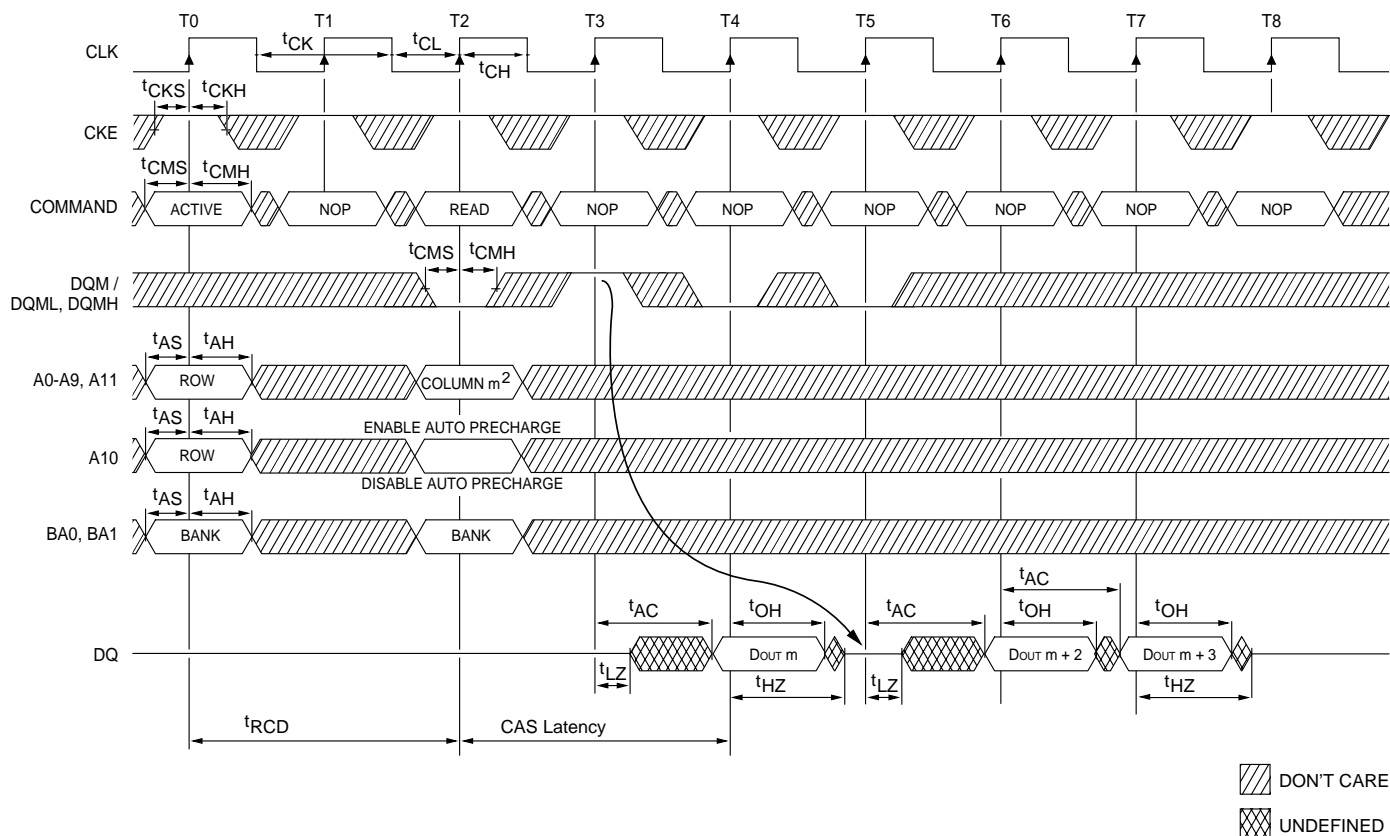 T0 T1 T2 T3 T4 T5 T6 T7 T8
CLK
tCK tCL
tCH
tCKS tCKH
CKE
tCMS tCMH
COMMAND ACTIVE NOP READ NOP NOP NOP NOP NOP NOP
tCMS tCMH
DQM /
DQML, DQMH
tAS tAH
A0-A9, A11 ROW COLUMN m2
tAS tAH ENABLE AUTO PRECHARGE
A10 ROW
DISABLE AUTO PRECHARGE
tAS tAH
BA0, BA1 BANK BANK
tAC
tAC tOH tAC tOH tOH
DQ DOUT m DOUT m + 2 DOUT m + 3
tLZ tHZ tLZ tHZ
tRCD CAS Latency
DON'T CARE
UNDEFINED